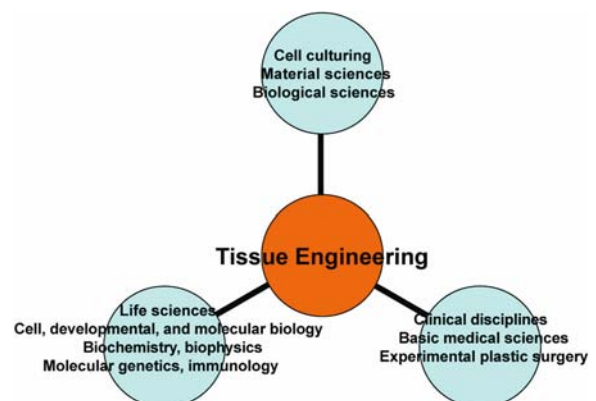 Cell culturing
Material sciences
Biological sciences
Tissue Engineering
Life sciences
Cell, developmental, and molecular biology
Biochemistry, biophysics
Molecular genetics, immunology
Clinical disciplines
Basic medical sciences
Experimental plastic surgery